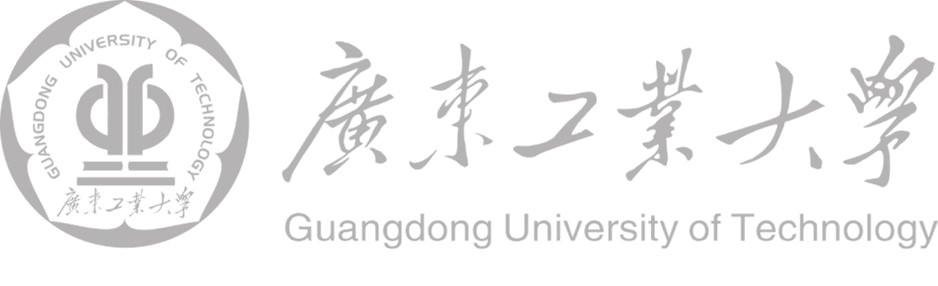 GUANGDONG UNIVERSITY OF TECHNOLOGY
廣東工業大學
廣東工業大學
Guangdong University of Technology